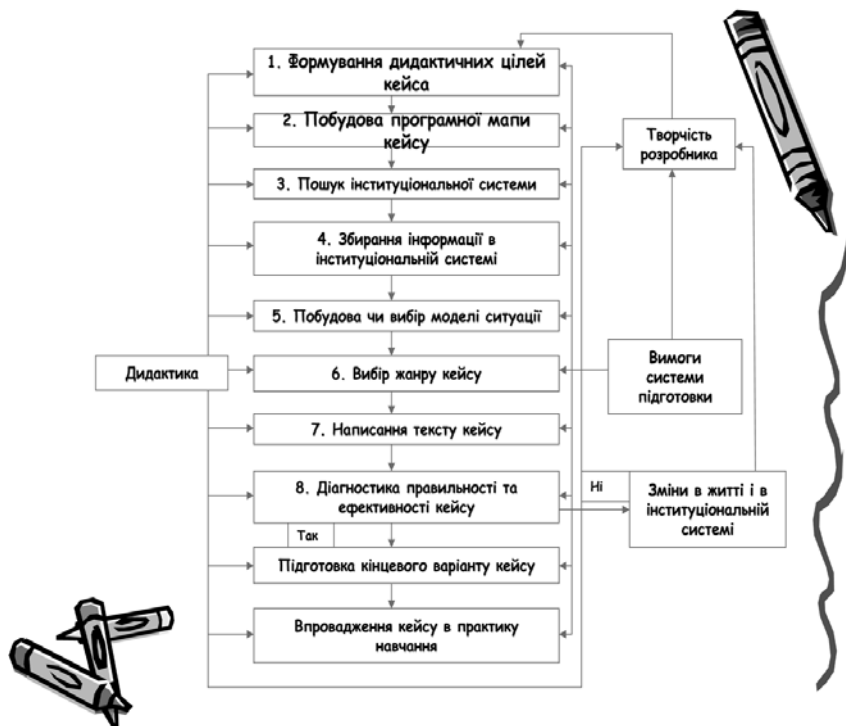 1. Формування дидактичних цілей
кейса
2. Побудова програмної мапи
кейсу
Творчість
розробника
3. Пошук інституціональної системи
4. Збирання інформації в
інституціональній системі
5. Побудова чи вибір моделі ситуації
Дидактика
6. Вибір жанру кейсу
Вимоги
системи
підготовки
7. Написання тексту кейсу
8. Діагностика правильності та
ефективності кейсу
Ні
Зміни в житті і в
інституціональній
системі
Так
Підготовка кінцевого варіанту кейсу
Впровадження кейсу в практику
навчання